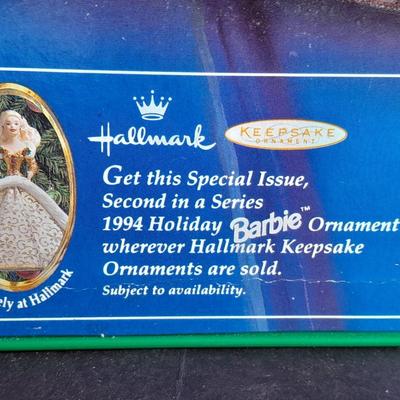 Hallmark
KEEPSAKE
ORNAMENT
Get this Special Issue,
Second in a Series
1994 Holiday Barbie™ Ornament
wherever Hallmark Keepsake
Ornaments are sold.
Subject to availability.
ely at Hallmark